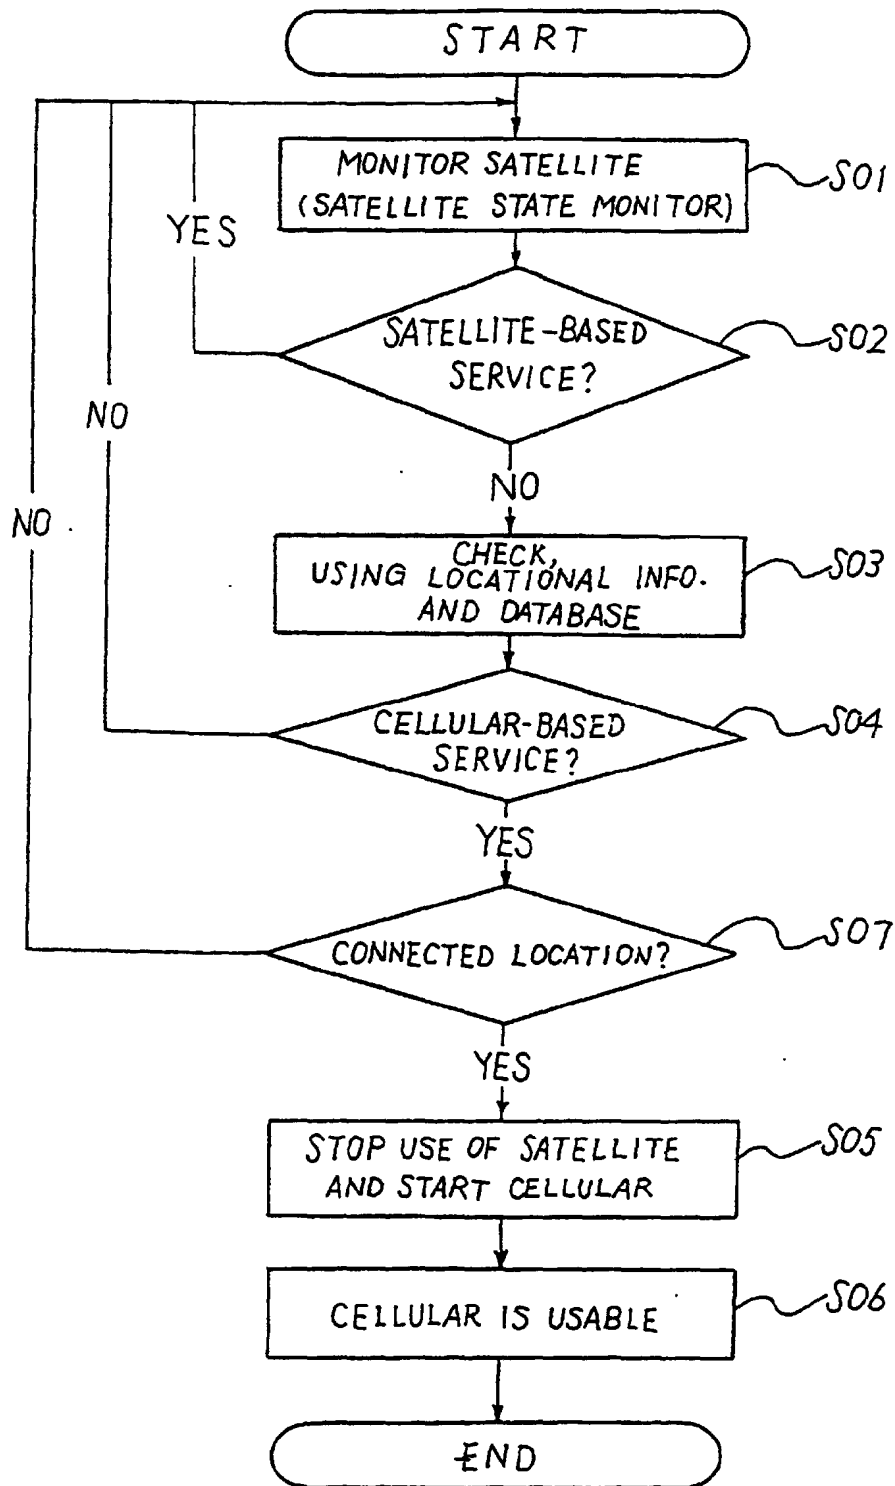 START
MONITOR SATELLITE
(SATELLITE STATE MONITOR)
S01
YES
SATELLITE-BASED
SERVICE?
S02
NO
NO
NO
CHECK,
USING LOCATIONAL INFO.
AND DATABASE
S03
CELLULAR-BASED
SERVICE?
S04
YES
CONNECTED LOCATION?
S07
YES
STOP USE OF SATELLITE
AND START CELLULAR
S05
CELLULAR IS USABLE
S06
END